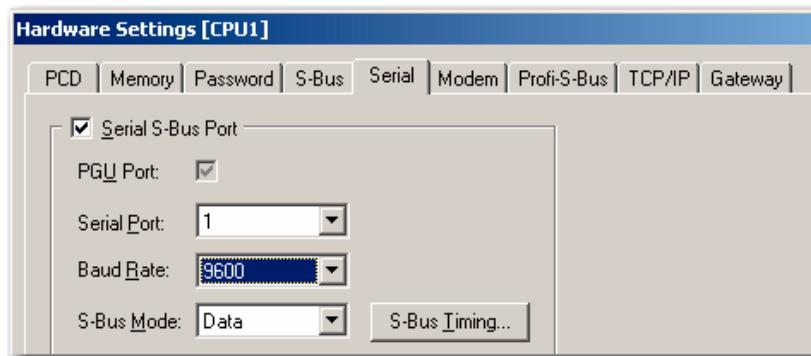 Hardware Settings [CPU1]
PCD Memory Password S-Bus Serial Modem Profi-S-Bus TCP/IP Gateway
Serial S-Bus Port
PGU Port:
Serial Port: 1
Baud Rate: 9600
S-Bus Mode: Data S-Bus Timing...